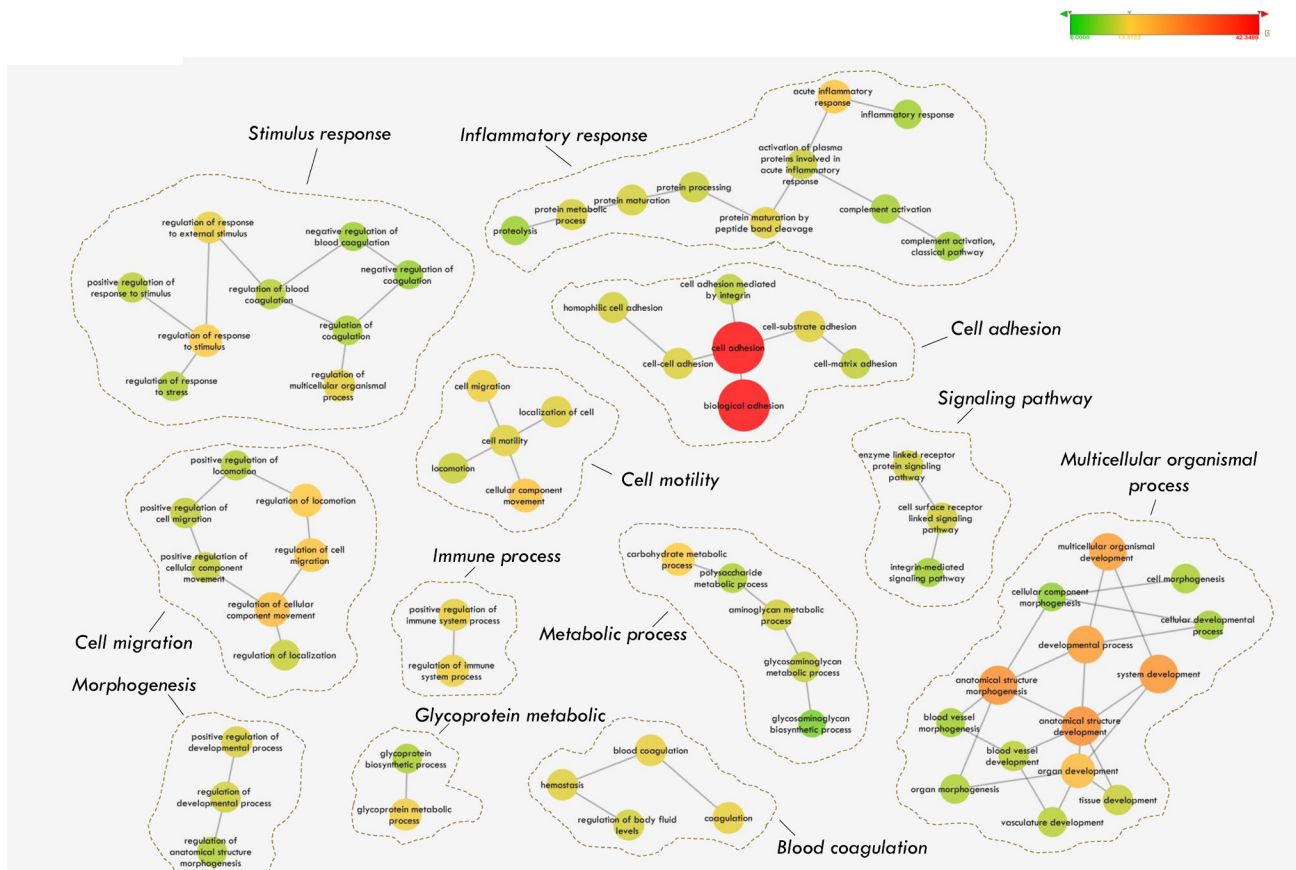 42.3486
Stimulus response
regulation of response
to external stimulus
negative regulation of
blood coagulation
positive regulation of
response to stimulus
regulation of blood
coagulation
negative regulation of
coagulation
regulation of response
to stimulus
regulation of
coagulation
regulation of response
to stress
regulation of
multicellular organismal
process
Inflammatory response
acute inflammatory
response
inflammatory response
activation of plasma
proteins involved in
acute inflammatory
response
protein processing
protein maturation
protein metabolic
process
proteolysis
protein maturation by
peptide bond cleavage
complement activation
complement activation,
classical pathway
Cell adhesion
cell adhesion mediated
by integrin
homophilic cell adhesion
cell-substrate adhesion
cell adhesion
cell-cell adhesion
cell-matrix adhesion
biological adhesion
Cell motility
cell migration
localization of cell
cell motility
locomotion
cellular component
movement
Signaling pathway
enzyme linked receptor
protein signaling
pathway
cell surface receptor
linked signaling
pathway
integrin-mediated
signaling pathway
Multicellular organismal
process
multicellular organismal
development
cell morphogenesis
cellular component
morphogenesis
cellular developmental
process
developmental process
system development
anatomical structure
morphogenesis
blood vessel
morphogenesis
anatomical structure
development
blood vessel
development
organ development
organ morphogenesis
tissue development
vasculature development
Cell migration
positive regulation of
locomotion
regulation of locomotion
positive regulation of
cell migration
regulation of cell
migration
positive regulation of
cellular component
movement
regulation of cellular
component movement
regulation of localization
Immune process
positive regulation of
immune system process
regulation of immune
system process
Metabolic process
carbohydrate metabolic
process
polysaccharide
metabolic process
aminoglycan metabolic
process
glycosaminoglycan
metabolic process
glycosaminoglycan
biosynthetic process
Morphogenesis
positive regulation of
developmental process
regulation of
developmental process
regulation of
anatomical structure
morphogenesis
Glycoprotein metabolic
glycoprotein
biosynthetic process
glycoprotein metabolic
process
Blood coagulation
blood coagulation
hemostasis
regulation of body fluid
levels
coagulation